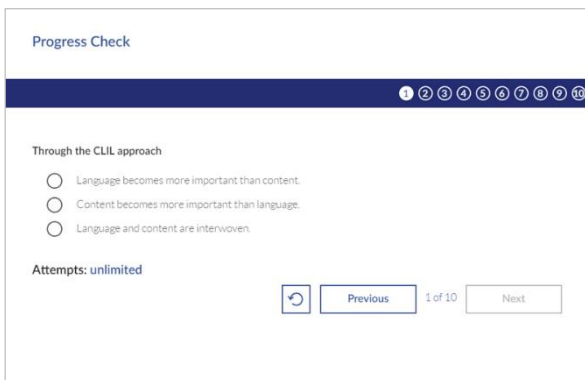 Progress Check
1 2 3 4 5 6 7 8 9 10
Through the CLIL approach
Language becomes more important than content.
Content becomes more important than language.
Language and content are interwoven.
Attempts: unlimited
Previous 1 of 10 Next